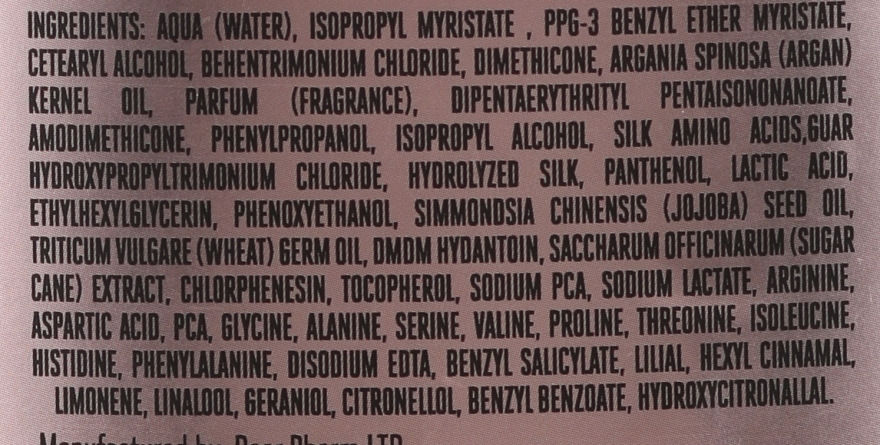 INGREDIENTS: AQUA (WATER), ISOPROPYL MYRISTATE , PPG-3 BENZYL ETHER MYRISTATE,
CETEARYL ALCOHOL, BEHENTRIMONIUM CHLORIDE, DIMETHICONE, ARGANIA SPINOSA (ARGAN)
KERNEL OIL, PARFUM (FRAGRANCE), DIPENTAERYTHRITYL PENTAISONONANOATE,
AMODIMETHICONE, PHENYLPROPANOL, ISOPROPYL ALCOHOL, SILK AMINO ACIDS,GUAR
HYDROXYPROPYLTRIMONIUM CHLORIDE, HYDROLYZED SILK, PANTHENOL, LACTIC ACID,
ETHYLHEXYLGLYCERIN, PHENOXYETHANOL, SIMMONDSIA CHINENSIS (JOJOBA) SEED OIL,
TRITICUM VULGARE (WHEAT) GERM OIL, DMDM HYDANTOIN, SACCHARUM OFFICINARUM (SUGAR
CANE) EXTRACT, CHLORPHENESIN, TOCOPHEROL, SODIUM PCA, SODIUM LACTATE, ARGININE,
ASPARTIC ACID, PCA, GLYCINE, ALANINE, SERINE, VALINE, PROLINE, THREONINE, ISOLEUCINE,
HISTIDINE, PHENYLALANINE, DISODIUM EDTA, BENZYL SALICYLATE, LILIAL, HEXYL CINNAMAL,
LIMONENE, LINALOOL, GERANIOL, CITRONELLOL, BENZYL BENZOATE, HYDROXYCITRONALLAL.
Manufactured by